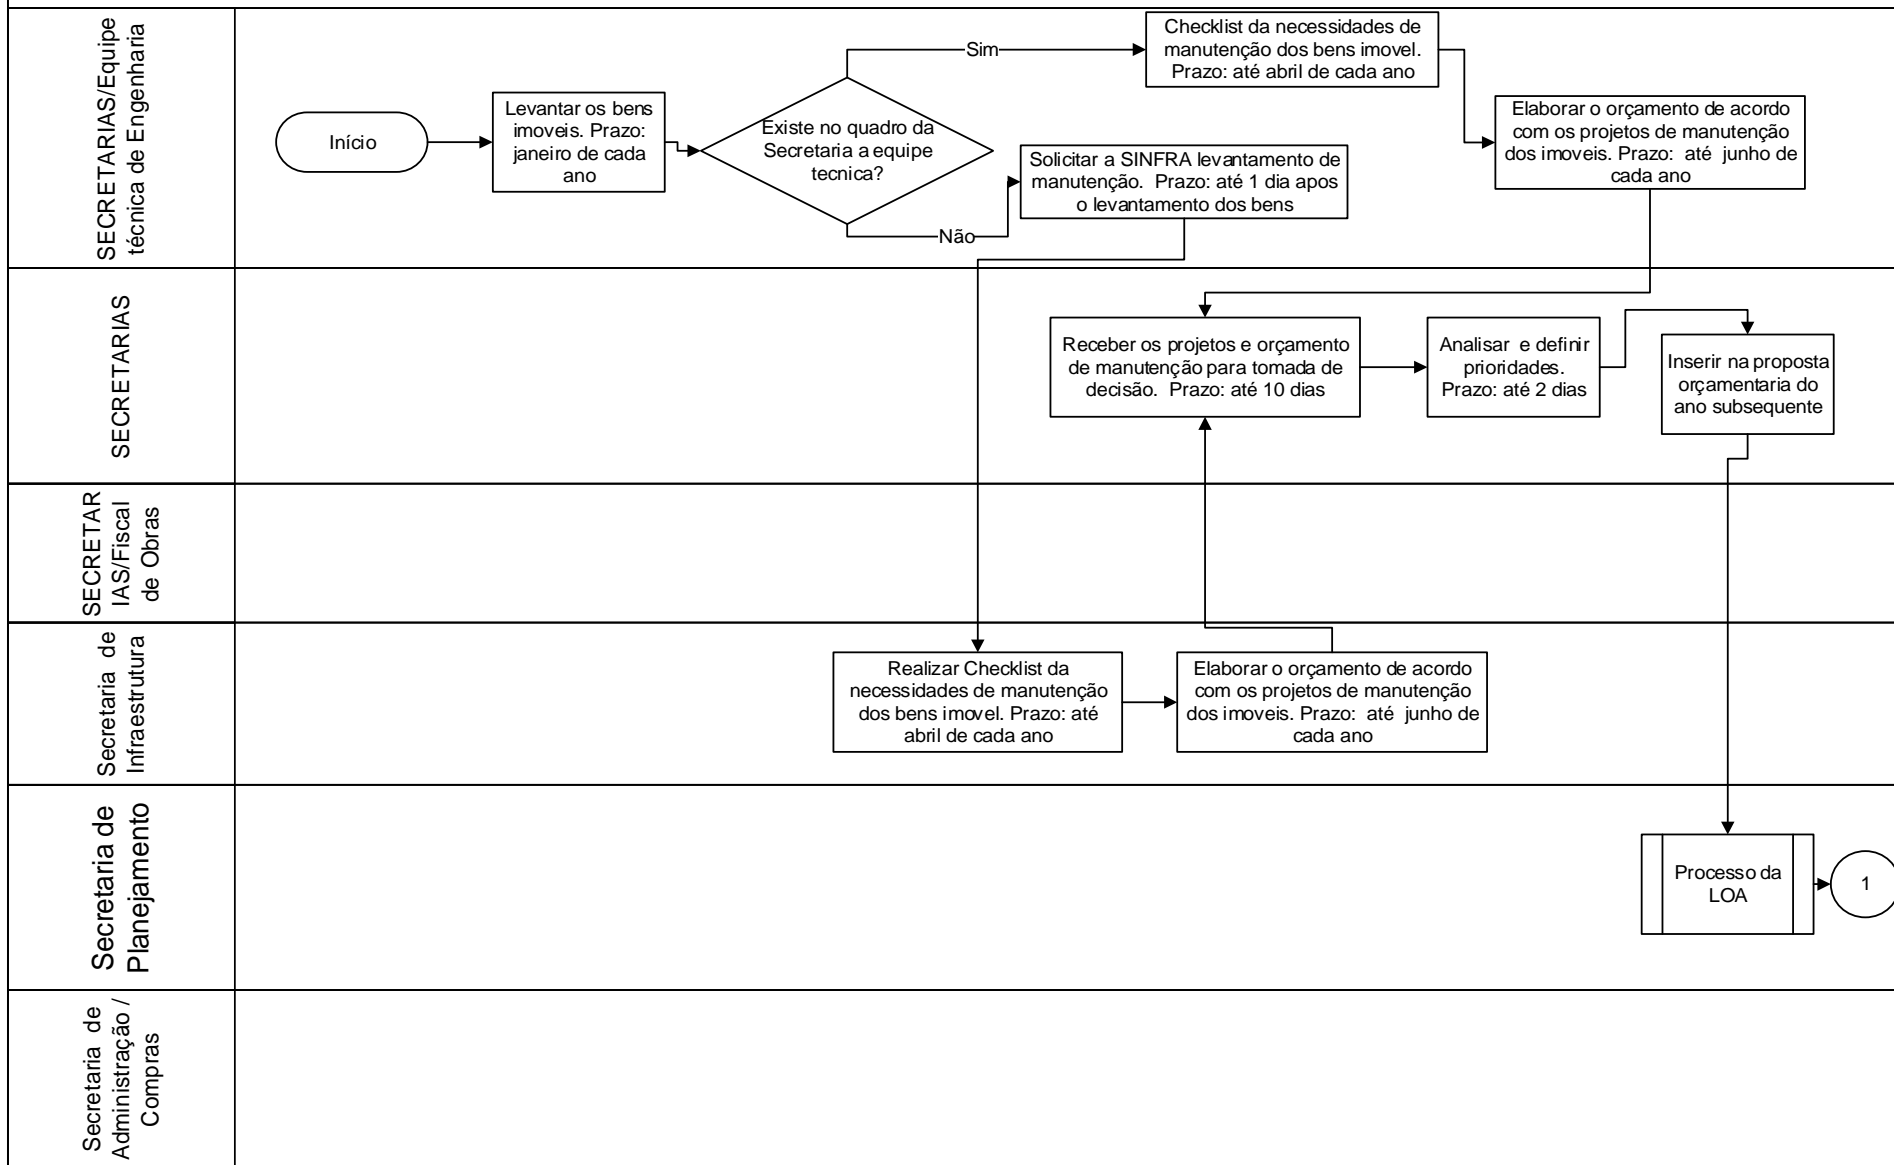 SECRETARIAS/Equipe
técnica de Engenharia
Início
Levantar os bens
imoveis. Prazo:
janeiro de cada
ano
Existe no quadro da
Secretaria a equipe
tecnica?
Sim
Não
Checklist da necessidades de
manutenção dos bens imovel.
Prazo: até abril de cada ano
Solicitar a SINFRA levantamento de
manutenção. Prazo: até 1 dia apos
o levantamento dos bens
Elaborar o orçamento de acordo
com os projetos de manutenção
dos imoveis. Prazo: até junho de
cada ano
SECRETARIAS
Receber os projetos e orçamento
de manutenção para tomada de
decisão. Prazo: até 10 dias
Analisar e definir
prioridades.
Prazo: até 2 dias
Inserir na proposta
orçamentaria do
ano subsequente
SECRETAR
IAS/Fiscal
de Obras
Secretaria de
Infraestrutura
Realizar Checklist da
necessidades de manutenção
dos bens imovel. Prazo: até
abril de cada ano
Elaborar o orçamento de acordo
com os projetos de manutenção
dos imoveis. Prazo: até junho de
cada ano
Secretaria de
Planejamento
Processo da
LOA
1
Secretaria de
Administração /
Compras